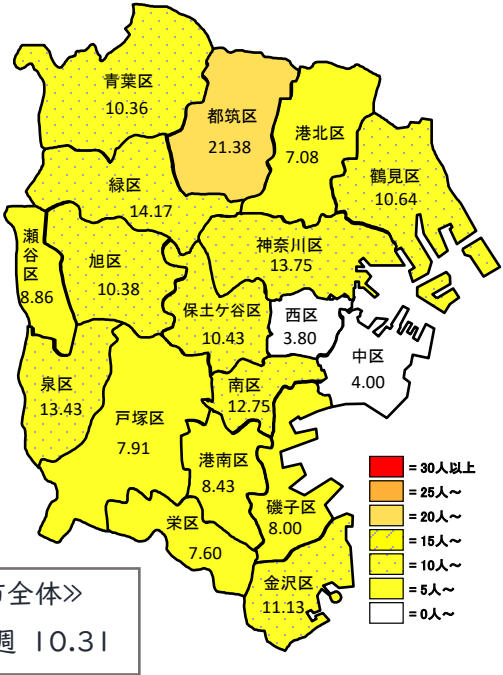 青葉区
10.36
都筑区
21.38
港北区
7.08
鶴見区
10.64
緑区
14.17
瀬谷区
8.86
旭区
10.38
神奈川区
13.75
保土ケ谷区
10.43
西区
3.80
中区
4.00
泉区
13.43
戸塚区
7.91
南区
12.75
港南区
8.43
磯子区
8.00
栄区
7.60
金沢区
11.13
= 30人以上
= 25人～
= 20人～
= 15人～
= 10人～
= 5人～
= 0人～
全体≫
週 10.31